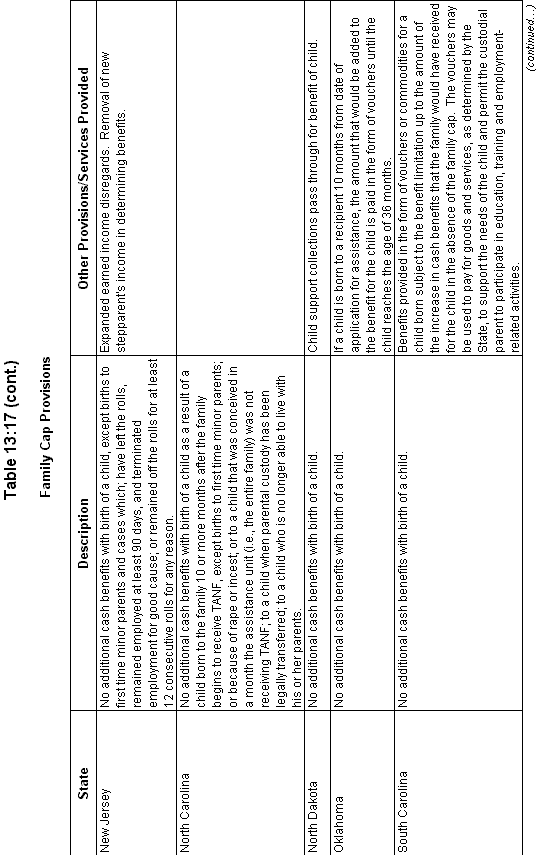 Table 13:17 (cont.)
Family Cap Provisions
State
Description
Other Provisions/Services Provided
New Jersey
No additional cash benefits with birth of a child, except births to
first time minor parents and cases which; have left the rolls,
remained employed at least 90 days, and terminated
employment for good cause; or remained off the rolls for at least
12 consecutive rolls for any reason.
Expanded earned income disregards. Removal of new
stepparent's income in determining benefits.
North Carolina
No additional cash benefits with birth of child as a result of a
child born to the family 10 or more months after the family
begins to receive TANF, except births to first time minor parents;
or because of rape or incest; or to a child that was conceived in
a month the assistance unit (i.e., the entire family) was not
receiving TANF; to a child when parental custody has been
legally transferred; to a child who is no longer able to live with
his or her parents.
North Dakota
No additional cash benefits with birth of a child.
Child support collections pass through for benefit of child.
Oklahoma
No additional cash benefits with birth of a child.
If a child is born to a recipient 10 months from date of
application for assistance, the amount that would be added to
the benefit for the child is paid in the form of vouchers until the
child reaches the age of 36 months.
South Carolina
No additional cash benefits with birth of a child.
Benefits provided in the form of vouchers or commodities for a
child born subject to the benefit limitation up to the amount of
the increase in cash benefits that the family would have received
for the child in the absence of the family cap. The vouchers may
be used to pay for goods and services, as determined by the
State, to support the needs of the child and permit the custodial
parent to participate in education, training and employment-
related activities.
(continued...)